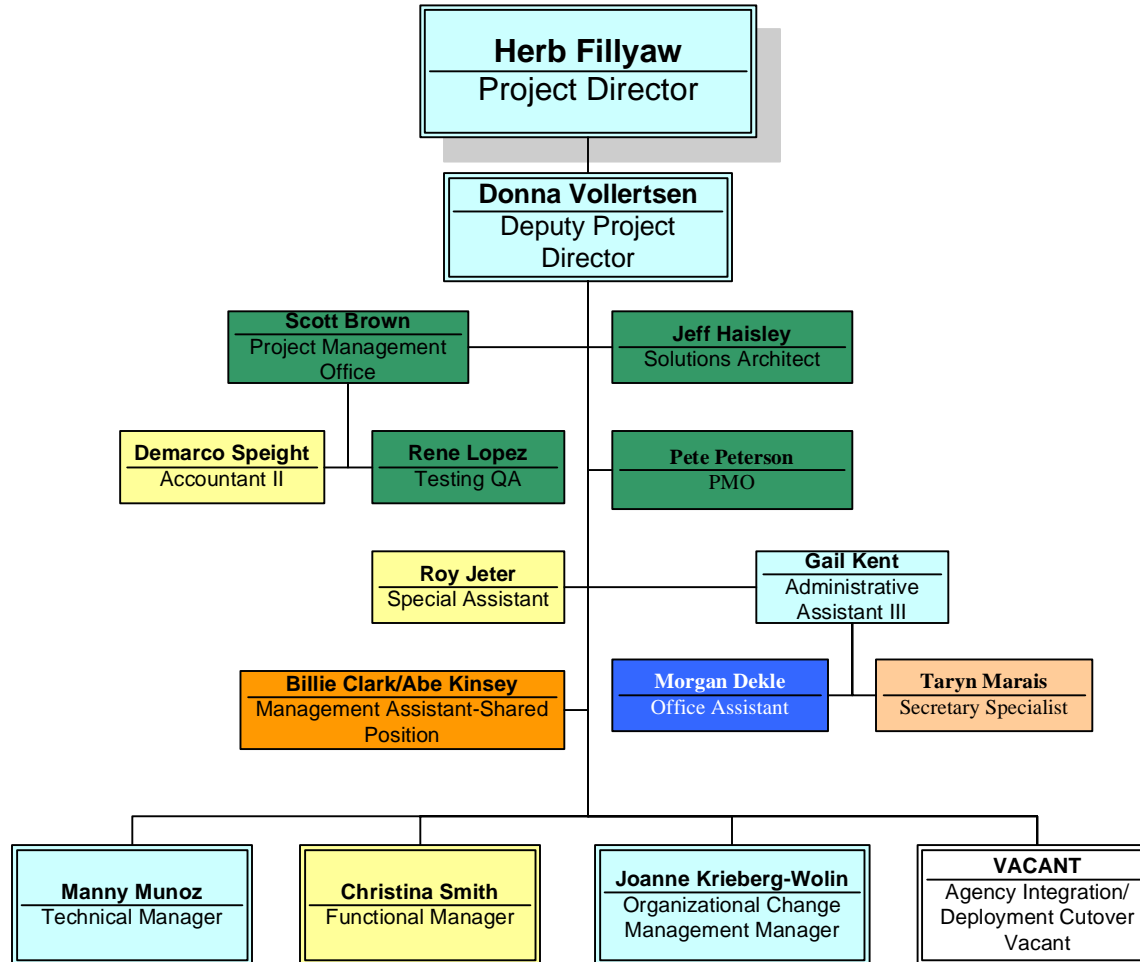 Herb Fillyaw
Project Director
Donna Vollertsen
Deputy Project
Director
Scott Brown
Project Management
Office
Jeff Haisley
Solutions Architect
Demarco Speight
Accountant II
Rene Lopez
Testing QA
Pete Peterson
PMO
Roy Jeter
Special Assistant
Gail Kent
Administrative
Assistant III
Billie Clark/Abe Kinsey
Management Assistant-Shared
Position
Morgan Dekle
Office Assistant
Taryn Marais
Secretary Specialist
Manny Munoz
Technical Manager
Christina Smith
Functional Manager
Joanne Krieberg-Wolin
Organizational Change
Management Manager
VACANT
Agency Integration/
Deployment Cutover
Vacant